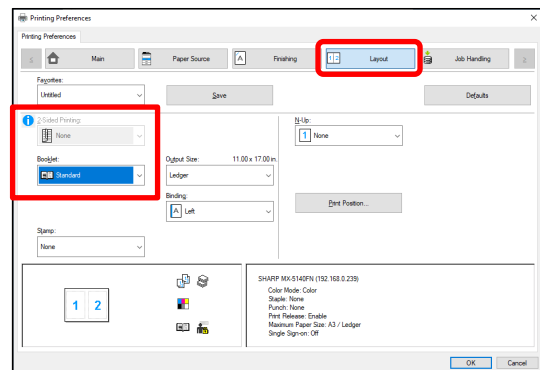 Printing Preferences
Printing Preferences
Main
Paper Source
A
Finishing
1 2
Layout
Job Handling
Favorites:
Untitled
Save
Defaults
2-Sided Printing:
None
N-Up:
1 None
Booklet:
Standard
Output Size: 11.00 x 17.00 in.
Ledger
Binding:
A Left
Print Position...
Stamp:
None
1 2
SHARP MX-5140FN (192.168.0.239)
Color Mode: Color
Staple: None
Punch: None
Print Release: Enable
Maximum Paper Size: A3 / Ledger
Single Sign-on: Off
OK Cancel